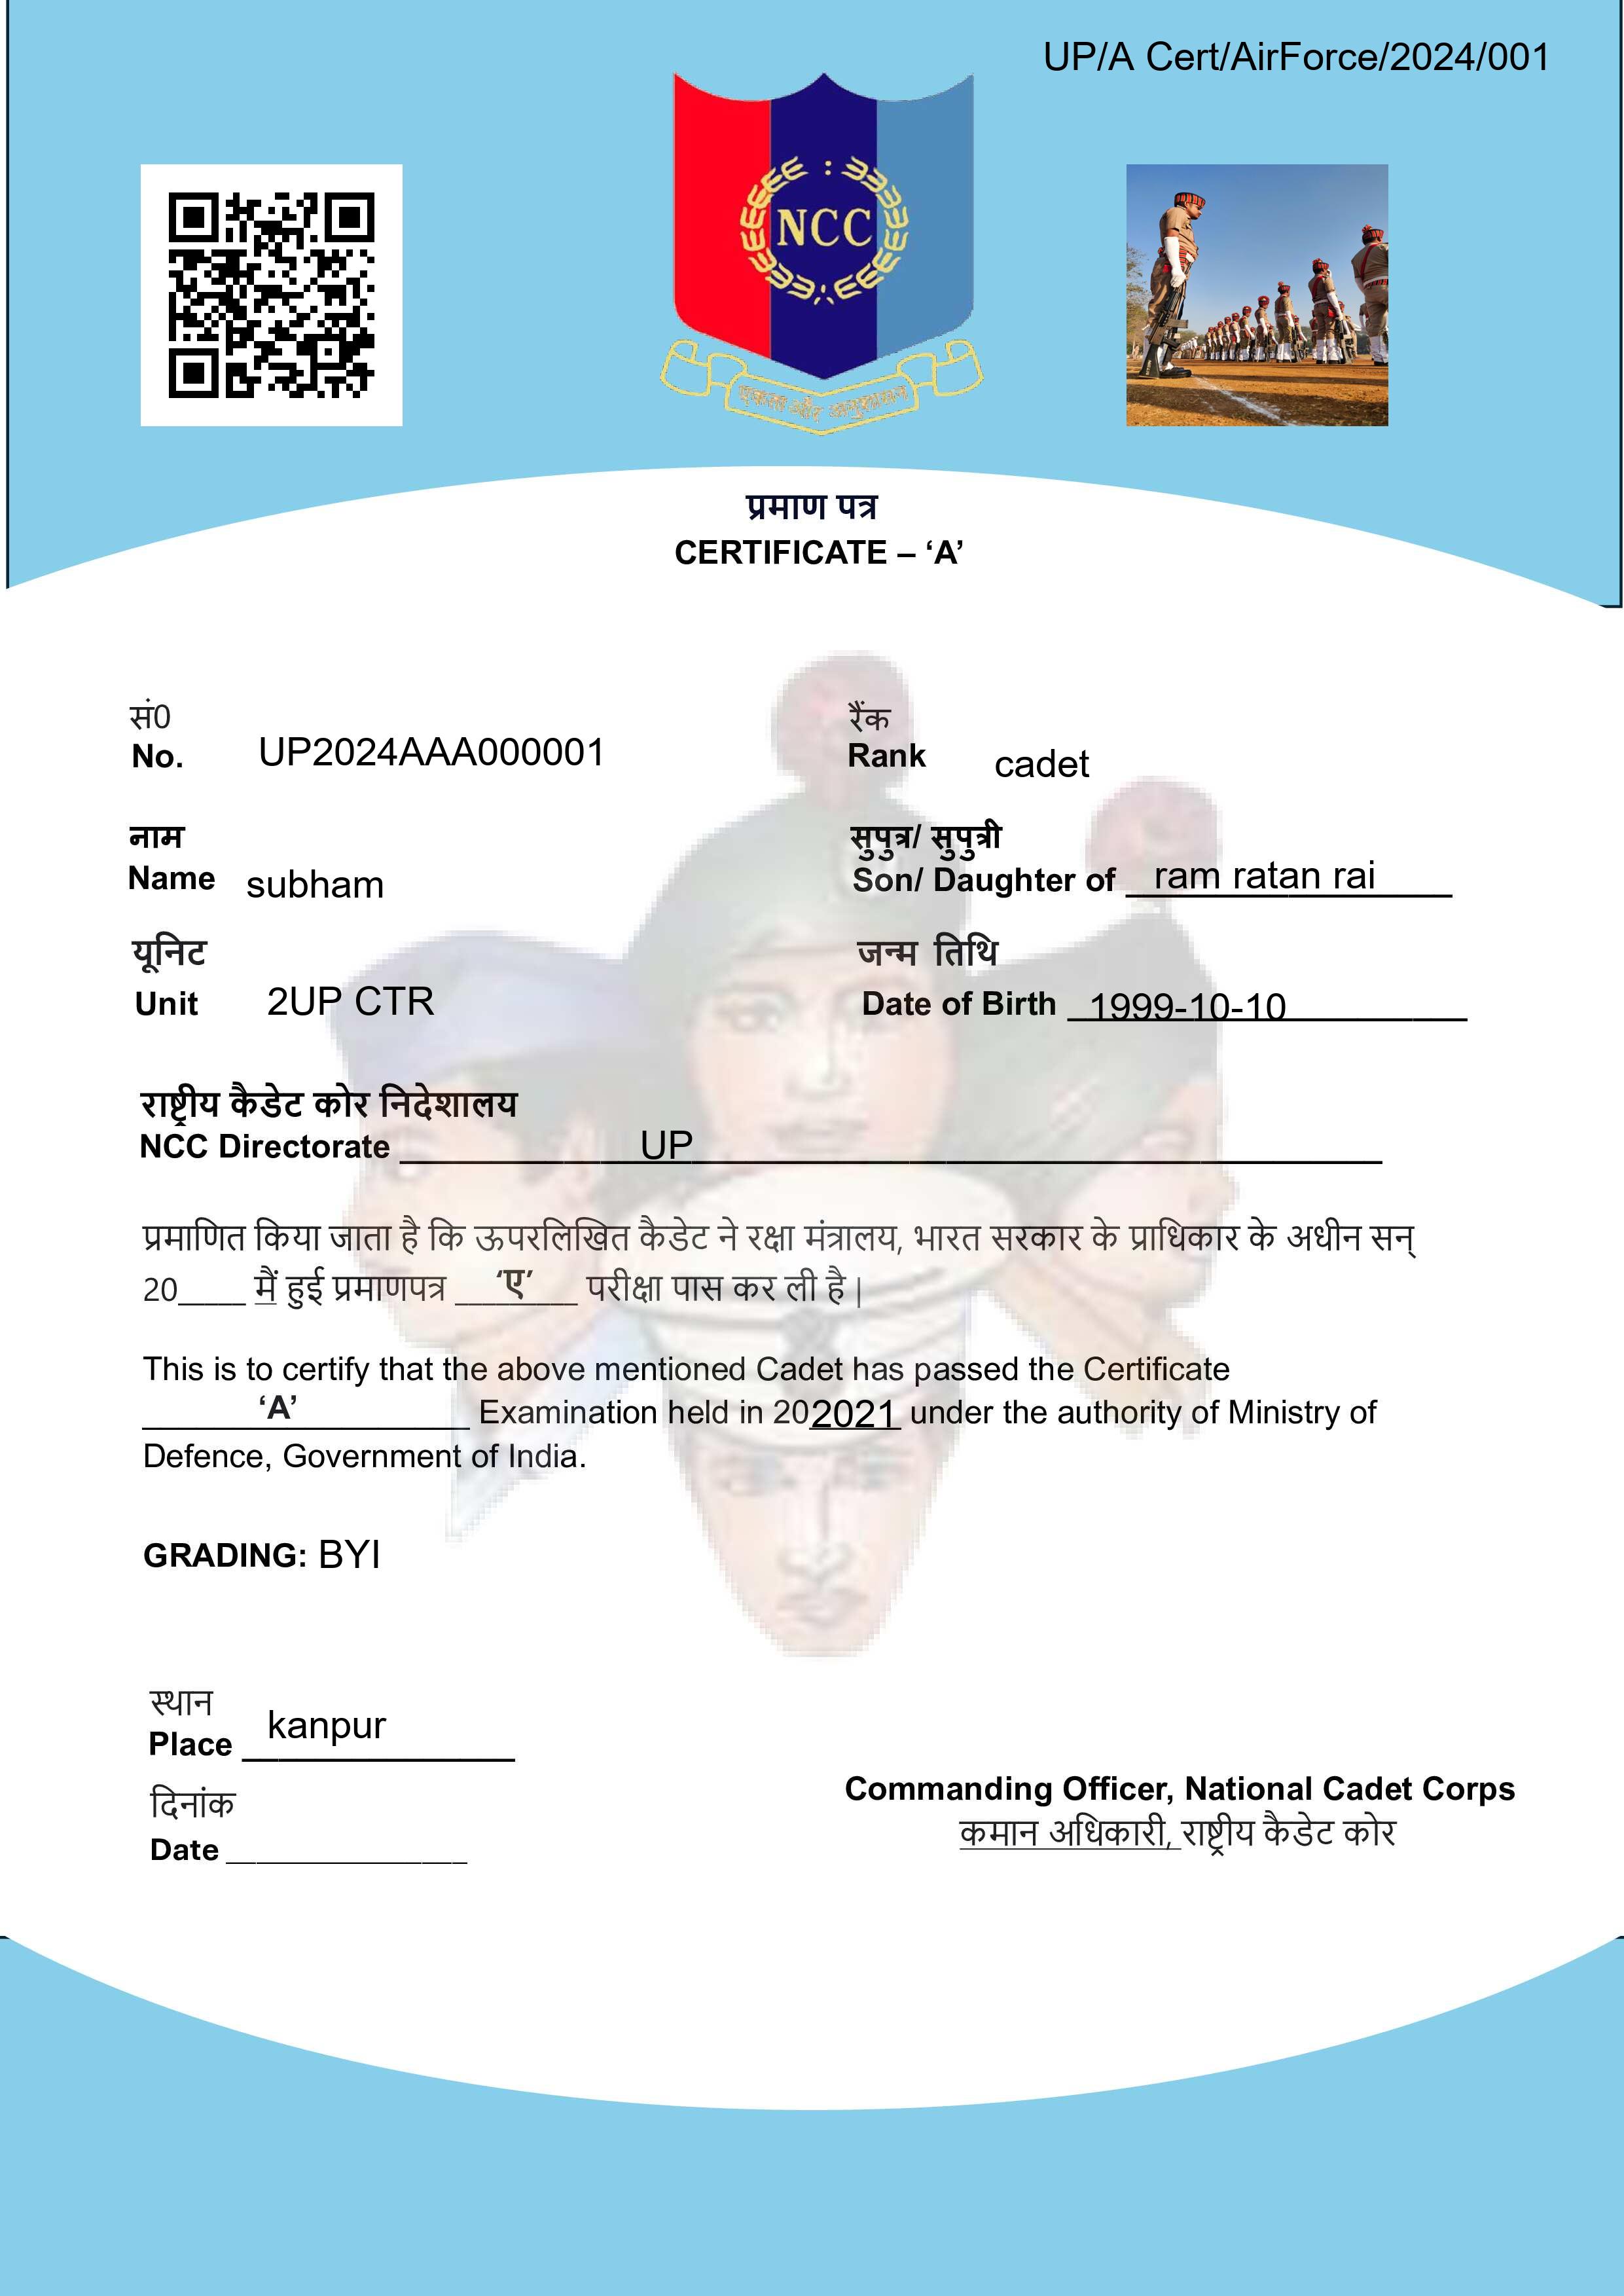 UP/A Cert/AirForce/2024/001
NCC
एकता और अनुशासन
प्रमाण पत्र
CERTIFICATE – ‘A’
सं0
No. UP2024AAA000001
रैंक
Rank cadet
नाम
Name subham
सुपुत्र/ सुपुत्री
Son/ Daughter of ram ratan rai
यूनिट
Unit 2UP CTR
जन्म तिथि
Date of Birth 1999-10-10
राष्ट्रीय कैडेट कोर निदेशालय
NCC Directorate UP
प्रमाणित किया जाता है कि ऊपरलिखित कैडेट ने रक्षा मंत्रालय, भारत सरकार के प्राधिकार के अधीन सन्
20____ मैं हुई प्रमाणपत्र ‘ए’ परीक्षा पास कर ली है |
This is to certify that the above mentioned Cadet has passed the Certificate
‘A’ Examination held in 202021 under the authority of Ministry of
Defence, Government of India.
GRADING: BYI
स्थान
Place kanpur
दिनांक
Date ____
Commanding Officer, National Cadet Corps
कमान अधिकारी, राष्ट्रीय कैडेट कोर